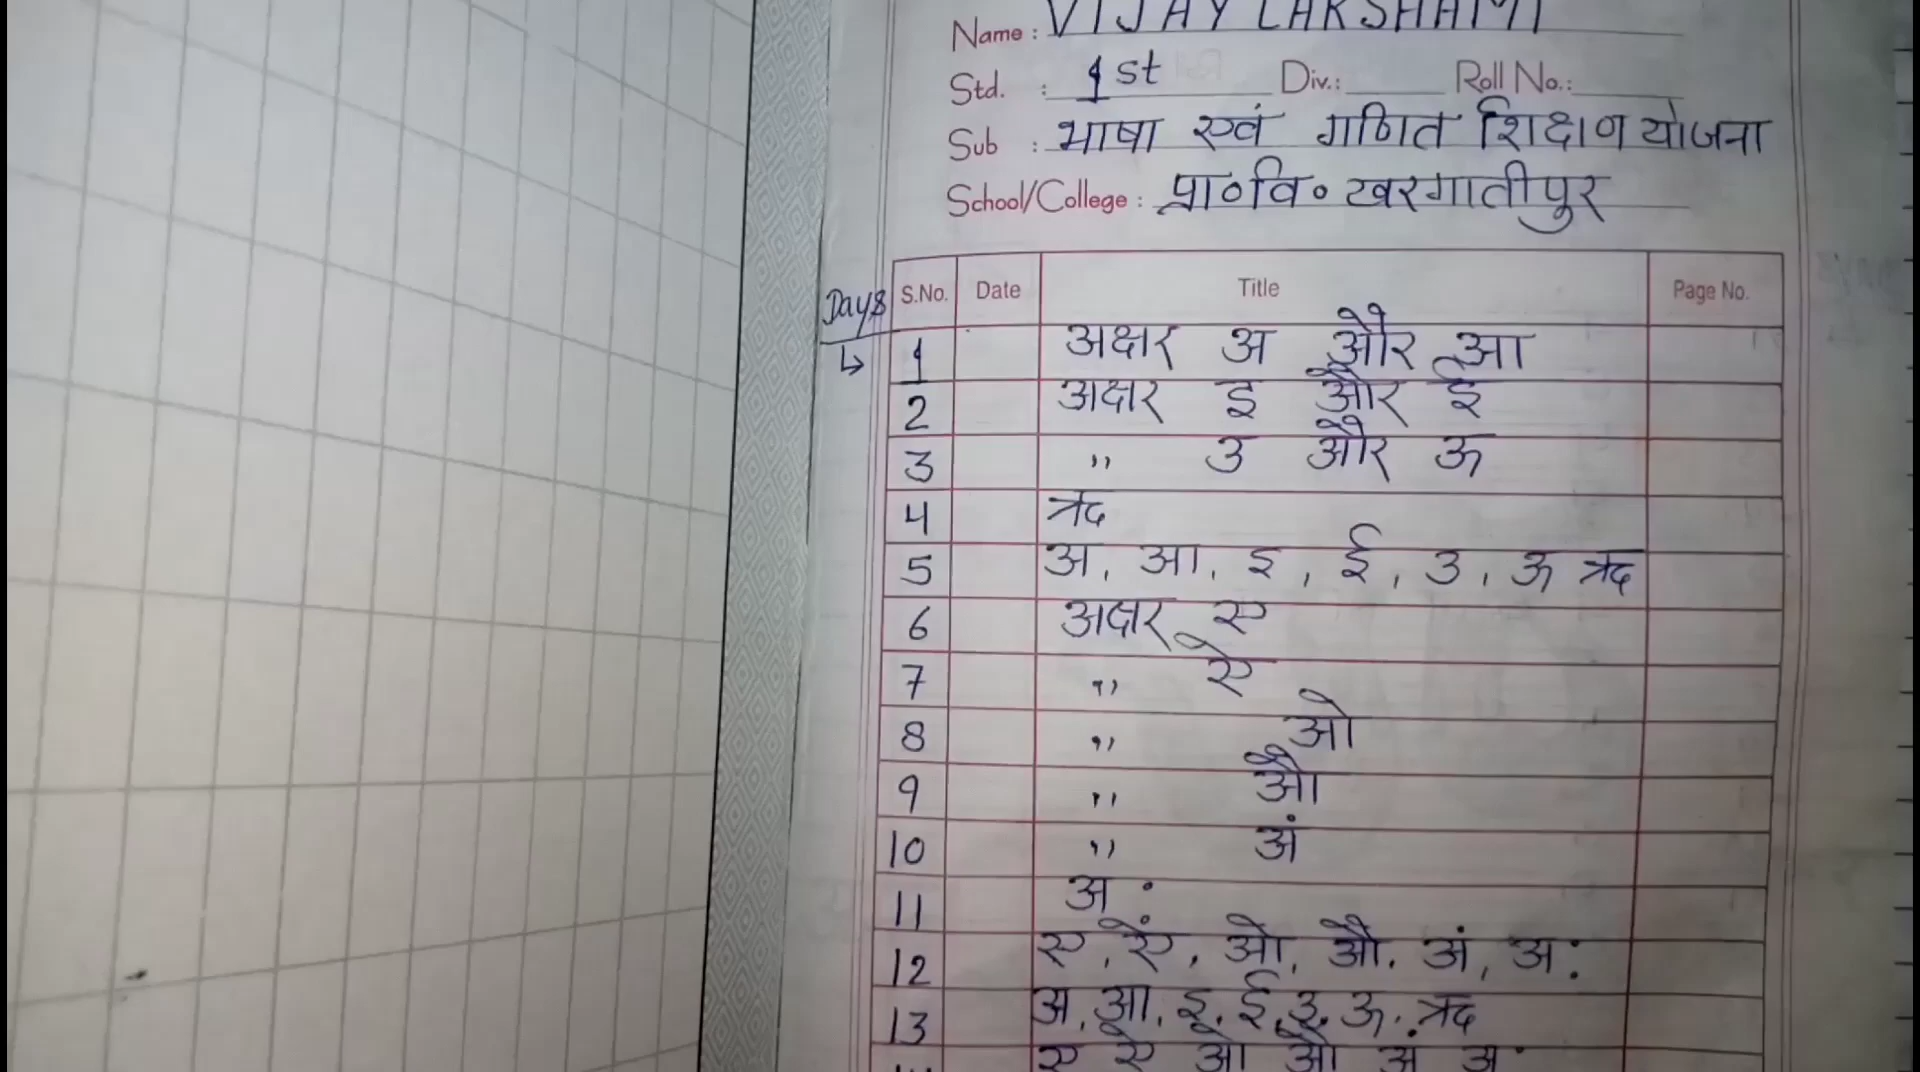 Name : VIJAY LAKSHAMI
Std. : 1st Div.: Roll No.:
Sub : भाषा एवं गणित शिक्षण योजना
School/College : प्रा०वि० खरगातीपुर
Days S.No. Date Title Page No.
↳ 1 अक्षर अ और आ
2 अक्षर इ और ई
3 ,, उ और ऊ
4 ऋ
5 अ, आ, इ, ई, उ, ऊ ऋ
6 अक्षर ए
7 ,, ऐ
8 ,, ओ
9 ,, औ
10 ,, अं
11 अ:
12 ए, ऐं, ओ, औ, अं, अ:
13 अ, आ, इ, ई, उ, ऊ, ऋ
ए ऐ ओ औ अं अ: